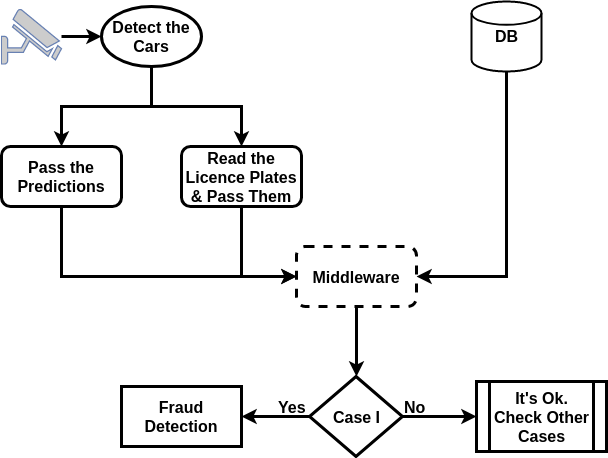 Detect the
Cars
DB
Pass the
Predictions
Read the
Licence Plates
& Pass Them
Middleware
Fraud
Detection
Yes
Case I
No
It's Ok.
Check Other
Cases